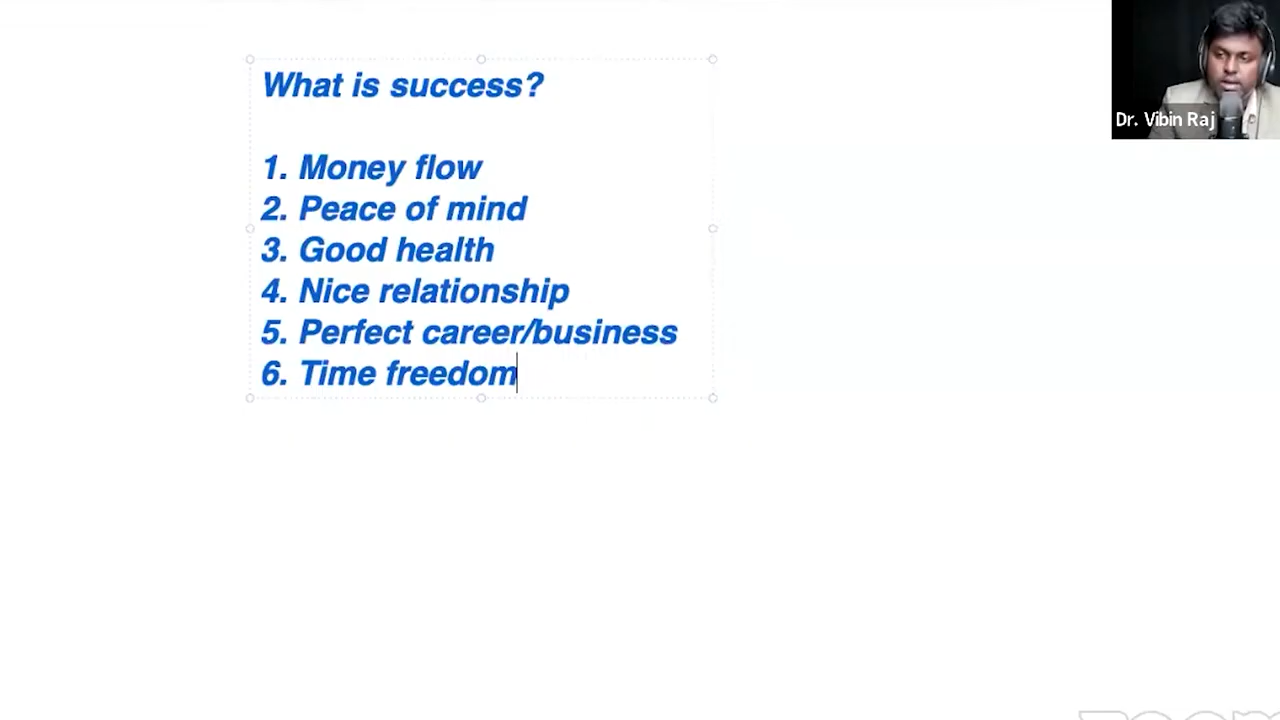 What is success?
1. Money flow
2. Peace of mind
3. Good health
4. Nice relationship
5. Perfect career/business
6. Time freedom
Dr. Vibin Raj
zoom